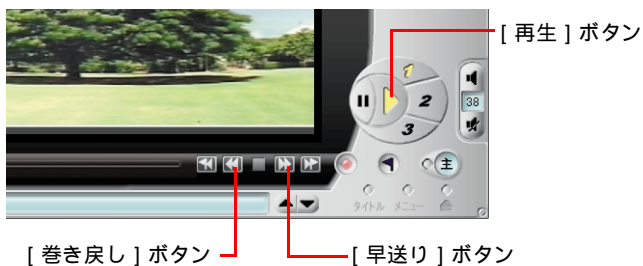 [ 再生 ] ボタン
1
2
3
38
主
タイトル メニュー
[ 巻き戻し ] ボタン
[ 早送り ] ボタン